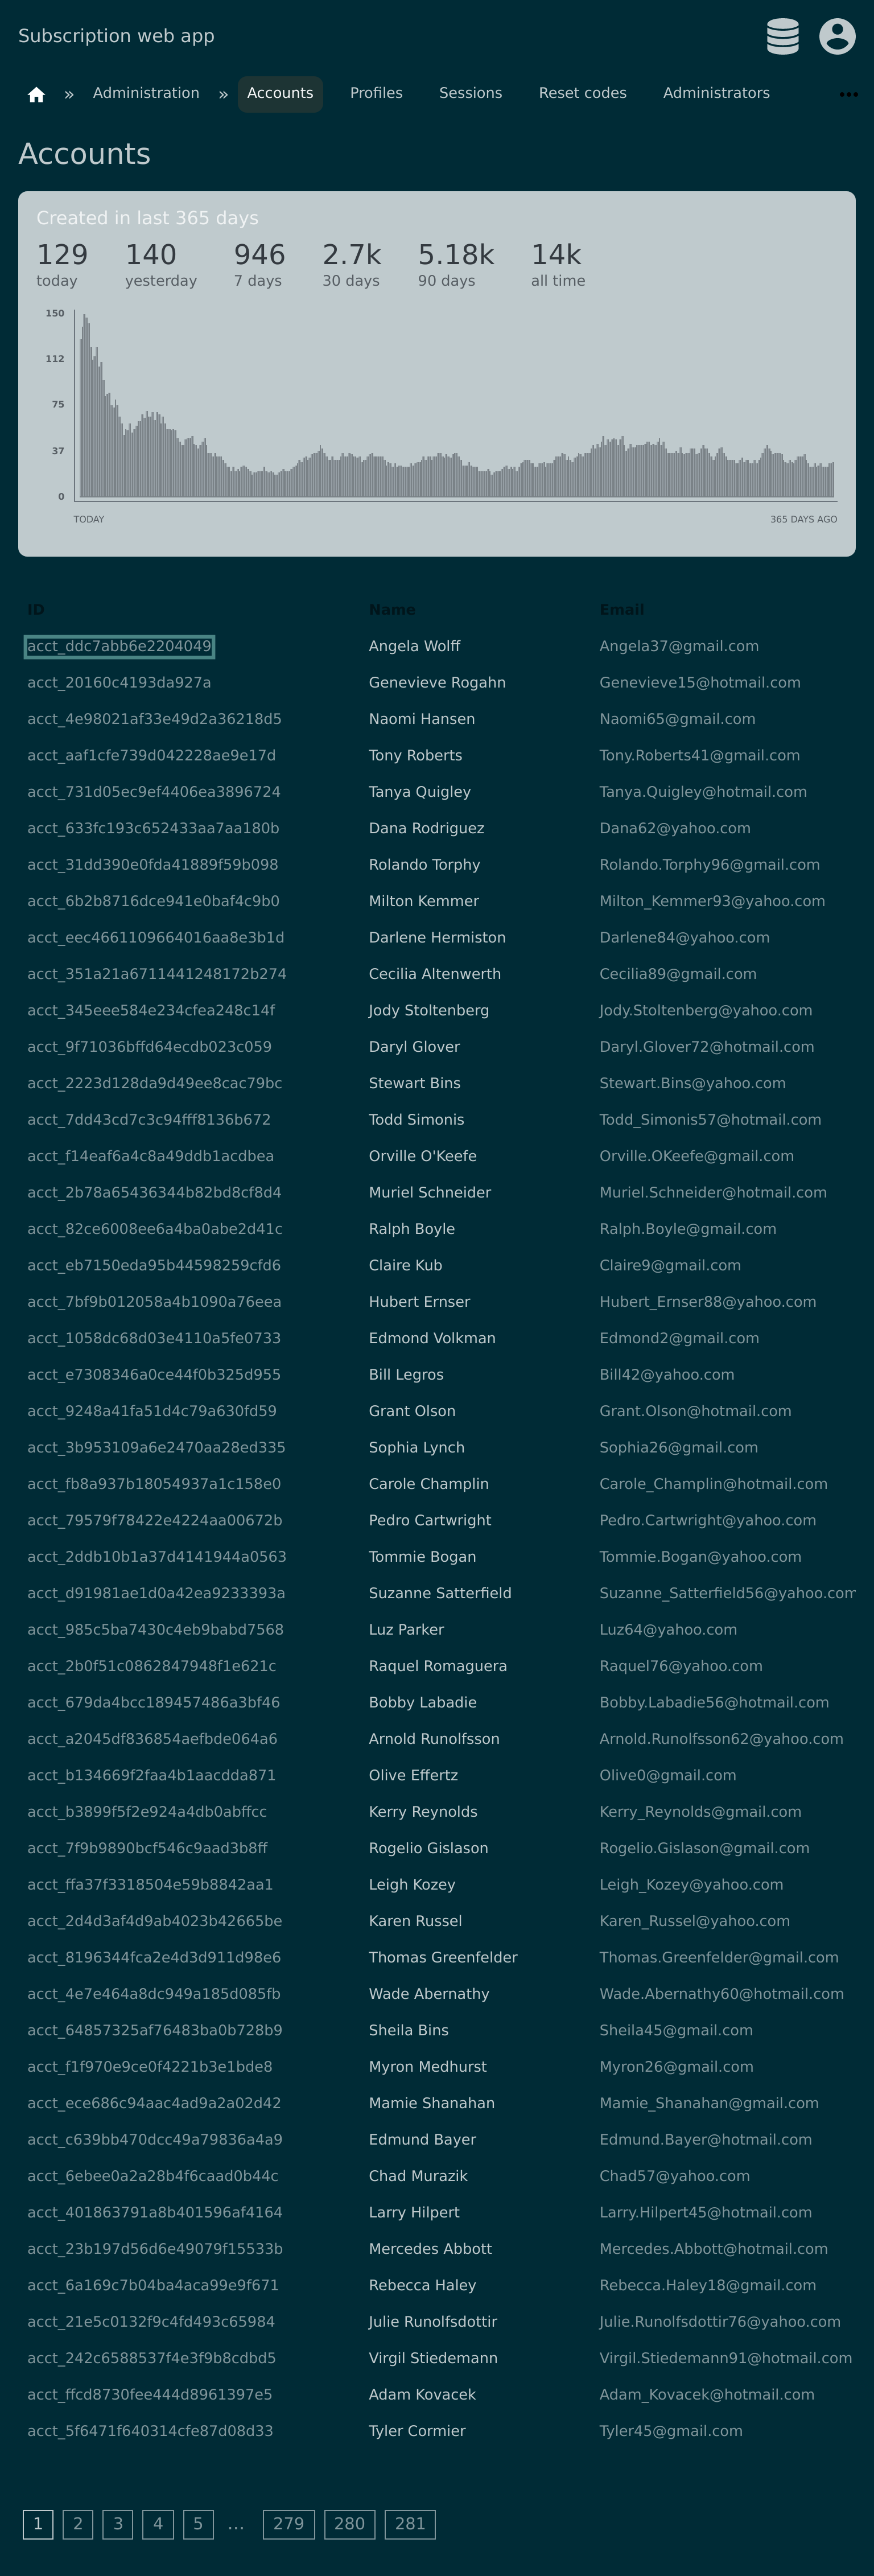 Subscription web app
» Administration » Accounts Profiles Sessions Reset codes Administrators •••
Accounts
Created in last 365 days
129 140 946 2.7k 5.18k 14k
today yesterday 7 days 30 days 90 days all time
150
112
75
37
0
TODAY 365 DAYS AGO
ID Name Email
acct_ddc7abb6e2204049 Angela Wolff Angela37@gmail.com
acct_20160c4193da927a Genevieve Rogahn Genevieve15@hotmail.com
acct_4e98021af33e49d2a36218d5 Naomi Hansen Naomi65@gmail.com
acct_aaf1cfe739d042228ae9e17d Tony Roberts Tony.Roberts41@gmail.com
acct_731d05ec9ef4406ea3896724 Tanya Quigley Tanya.Quigley@hotmail.com
acct_633fc193c652433aa7aa180b Dana Rodriguez Dana62@yahoo.com
acct_31dd390e0fda41889f59b098 Rolando Torphy Rolando.Torphy96@gmail.com
acct_6b2b8716dce941e0baf4c9b0 Milton Kemmer Milton_Kemmer93@yahoo.com
acct_eec4661109664016aa8e3b1d Darlene Hermiston Darlene84@yahoo.com
acct_351a21a6711441248172b274 Cecilia Altenwerth Cecilia89@gmail.com
acct_345eee584e234cfea248c14f Jody Stoltenberg Jody.Stoltenberg@yahoo.com
acct_9f71036bffd64ecdb023c059 Daryl Glover Daryl.Glover72@hotmail.com
acct_2223d128da9d49ee8cac79bc Stewart Bins Stewart.Bins@yahoo.com
acct_7dd43cd7c3c94fff8136b672 Todd Simonis Todd_Simonis57@hotmail.com
acct_f14eaf6a4c8a49ddb1acdbea Orville O'Keefe Orville.OKeefe@gmail.com
acct_2b78a65436344b82bd8cf8d4 Muriel Schneider Muriel.Schneider@hotmail.com
acct_82ce6008ee6a4ba0abe2d41c Ralph Boyle Ralph.Boyle@gmail.com
acct_eb7150eda95b44598259cfd6 Claire Kub Claire9@gmail.com
acct_7bf9b012058a4b1090a76eea Hubert Ernser Hubert_Ernser88@yahoo.com
acct_1058dc68d03e4110a5fe0733 Edmond Volkman Edmond2@gmail.com
acct_e7308346a0ce44f0b325d955 Bill Legros Bill42@yahoo.com
acct_9248a41fa51d4c79a630fd59 Grant Olson Grant.Olson@hotmail.com
acct_3b953109a6e2470aa28ed335 Sophia Lynch Sophia26@gmail.com
acct_fb8a937b18054937a1c158e0 Carole Champlin Carole_Champlin@hotmail.com
acct_79579f78422e4224aa00672b Pedro Cartwright Pedro.Cartwright@yahoo.com
acct_2ddb10b1a37d4141944a0563 Tommie Bogan Tommie.Bogan@yahoo.com
acct_d91981ae1d0a42ea9233393a Suzanne Satterfield Suzanne_Satterfield56@yahoo.com
acct_985c5ba7430c4eb9babd7568 Luz Parker Luz64@yahoo.com
acct_2b0f51c0862847948f1e621c Raquel Romaguera Raquel76@yahoo.com
acct_679da4bcc189457486a3bf46 Bobby Labadie Bobby.Labadie56@hotmail.com
acct_a2045df836854aefbde064a6 Arnold Runolfsson Arnold.Runolfsson62@yahoo.com
acct_b134669f2faa4b1aacdda871 Olive Effertz Olive0@gmail.com
acct_b3899f5f2e924a4db0abffcc Kerry Reynolds Kerry_Reynolds@gmail.com
acct_7f9b9890bcf546c9aad3b8ff Rogelio Gislason Rogelio.Gislason@gmail.com
acct_ffa37f3318504e59b8842aa1 Leigh Kozey Leigh_Kozey@yahoo.com
acct_2d4d3af4d9ab4023b42665be Karen Russel Karen_Russel@yahoo.com
acct_8196344fca2e4d3d911d98e6 Thomas Greenfelder Thomas.Greenfelder@gmail.com
acct_4e7e464a8dc949a185d085fb Wade Abernathy Wade.Abernathy60@hotmail.com
acct_64857325af76483ba0b728b9 Sheila Bins Sheila45@gmail.com
acct_f1f970e9ce0f4221b3e1bde8 Myron Medhurst Myron26@gmail.com
acct_ece686c94aac4ad9a2a02d42 Mamie Shanahan Mamie_Shanahan@gmail.com
acct_c639bb470dcc49a79836a4a9 Edmund Bayer Edmund.Bayer@hotmail.com
acct_6ebee0a2a28b4f6caad0b44c Chad Murazik Chad57@yahoo.com
acct_401863791a8b401596af4164 Larry Hilpert Larry.Hilpert45@hotmail.com
acct_23b197d56d6e49079f15533b Mercedes Abbott Mercedes.Abbott@hotmail.com
acct_6a169c7b04ba4aca99e9f671 Rebecca Haley Rebecca.Haley18@gmail.com
acct_21e5c0132f9c4fd493c65984 Julie Runolfsdottir Julie.Runolfsdottir76@yahoo.com
acct_242c6588537f4e3f9b8cdbd5 Virgil Stiedemann Virgil.Stiedemann91@hotmail.com
acct_ffcd8730fee444d8961397e5 Adam Kovacek Adam_Kovacek@hotmail.com
acct_5f6471f640314cfe87d08d33 Tyler Cormier Tyler45@gmail.com
1 2 3 4 5 … 279 280 281